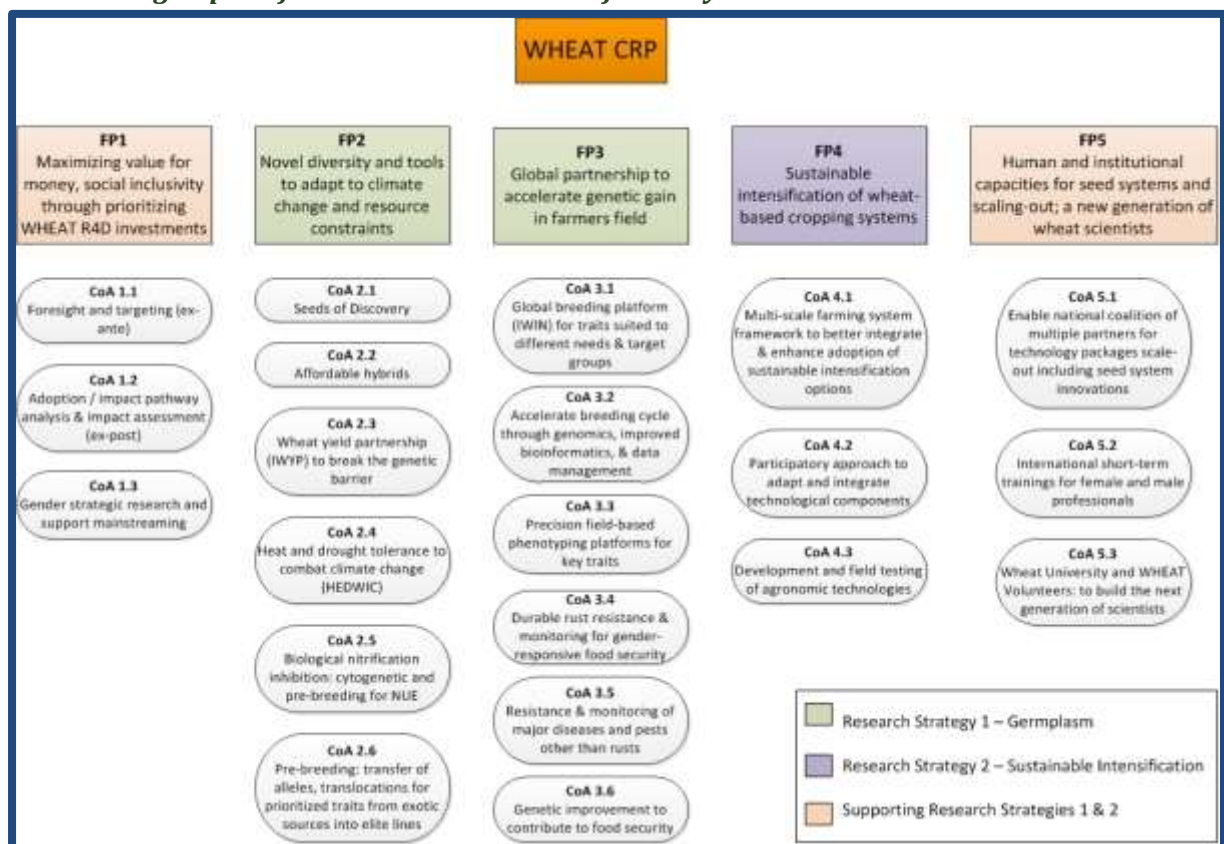 WHEAT CRP
FP1
Maximizing value for
money, social inclusivity
through prioritizing
WHEAT R4D investments
CoA 1.1
Foresight and targeting (ex-
ante)
CoA 1.2
Adoption / impact pathway
analysis & impact assessment
(ex-post)
CoA 1.3
Gender strategic research and
support mainstreaming
FP2
Novel diversity and tools
to adapt to climate
change and resource
constraints
CoA 2.1
Seeds of Discovery
CoA 2.2
Affordable hybrids
CoA 2.3
Wheat yield partnership
(IWYP) to break the genetic
barrier
CoA 2.4
Heat and drought tolerance to
combat climate change
(HEDWIC)
CoA 2.5
Biological nitrification
inhibition: cytogenetic and
pre-breeding for NUE
CoA 2.6
Pre-breeding: transfer of
alleles, translocations for
prioritized traits from exotic
sources into elite lines
FP3
Global partnership to
accelerate genetic gain
in farmers field
CoA 3.1
Global breeding platform
(IWIN) for traits suited to
different needs & target
groups
CoA 3.2
Accelerate breeding cycle
through genomics, improved
bioinformatics, & data
management
CoA 3.3
Precision field-based
phenotyping platforms for
key traits
CoA 3.4
Durable rust resistance &
monitoring for gender-
responsive food security
CoA 3.5
Resistance & monitoring of
major diseases and pests
other than rusts
CoA 3.6
Genetic improvement to
contribute to food security
FP4
Sustainable
intensification of wheat-
based cropping systems
CoA 4.1
Multi-scale farming system
framework to better integrate
& enhance adoption of
sustainable intensification
options
CoA 4.2
Participatory approach to
adapt and integrate
technological components
CoA 4.3
Development and field testing
of agronomic technologies
FP5
Human and institutional
capacities for seed systems and
scaling-out; a new generation of
wheat scientists
CoA 5.1
Enable national coalition of
multiple partners for
technology packages scale-
out including seed system
innovations
CoA 5.2
International short-term
trainings for female and male
professionals
CoA 5.3
Wheat University and WHEAT
Volunteers: to build the next
generation of scientists
Research Strategy 1 – Germplasm
Research Strategy 2 – Sustainable Intensification
Supporting Research Strategies 1 & 2